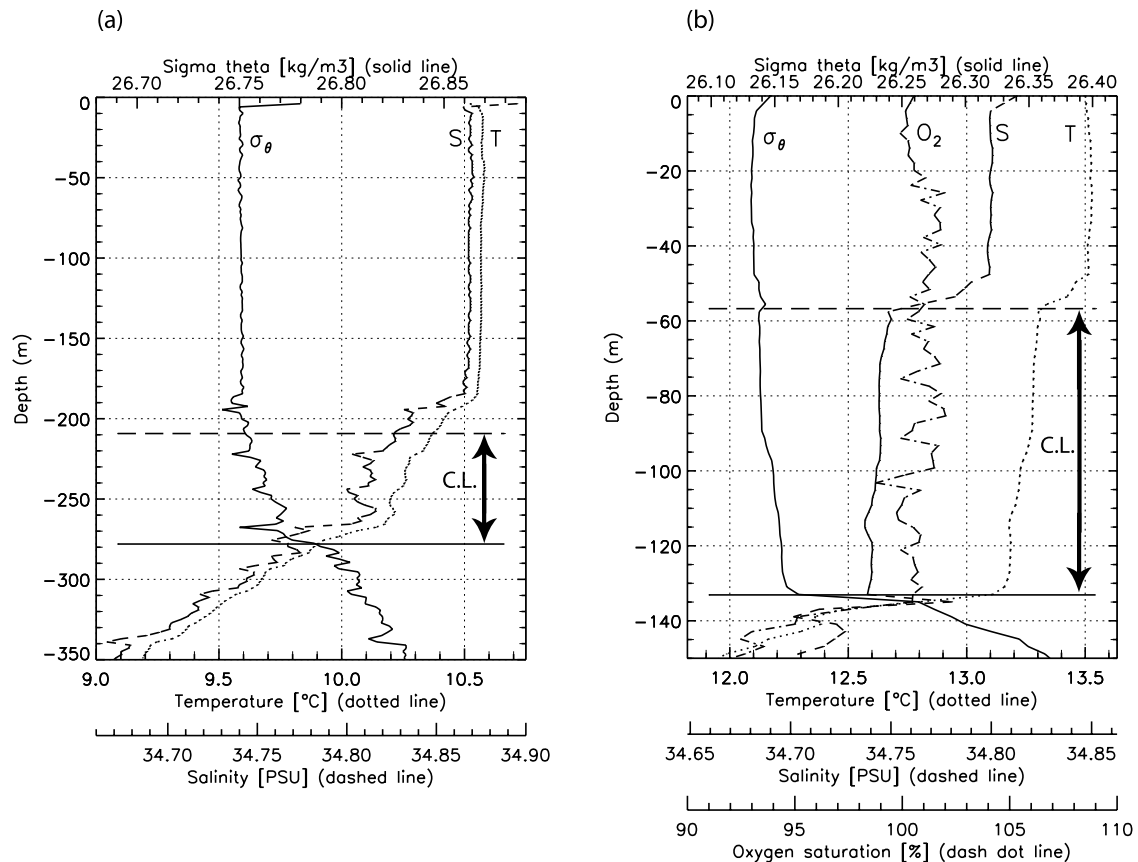 (a)
26.70 26.75 26.80 26.85
Sigma theta [kg/m3] (solid line)
0
-50
-100
-150
-200
-250
-300
-350
Depth (m)
σθ
S
T
C.L.
9.0 9.5 10.0 10.5
Temperature [°C] (dotted line)
34.70 34.75 34.80 34.85 34.90
Salinity [PSU] (dashed line)
(b)
Sigma theta [kg/m3] (solid line)
26.10 26.15 26.20 26.25 26.30 26.35 26.40
0
-20
-40
-60
-80
-100
-120
-140
Depth (m)
σθ
O2
S
T
C.L.
12.0 12.5 13.0 13.5
Temperature [°C] (dotted line)
34.65 34.70 34.75 34.80 34.85
Salinity [PSU] (dashed line)
90 95 100 105 110
Oxygen saturation [%] (dash dot line)